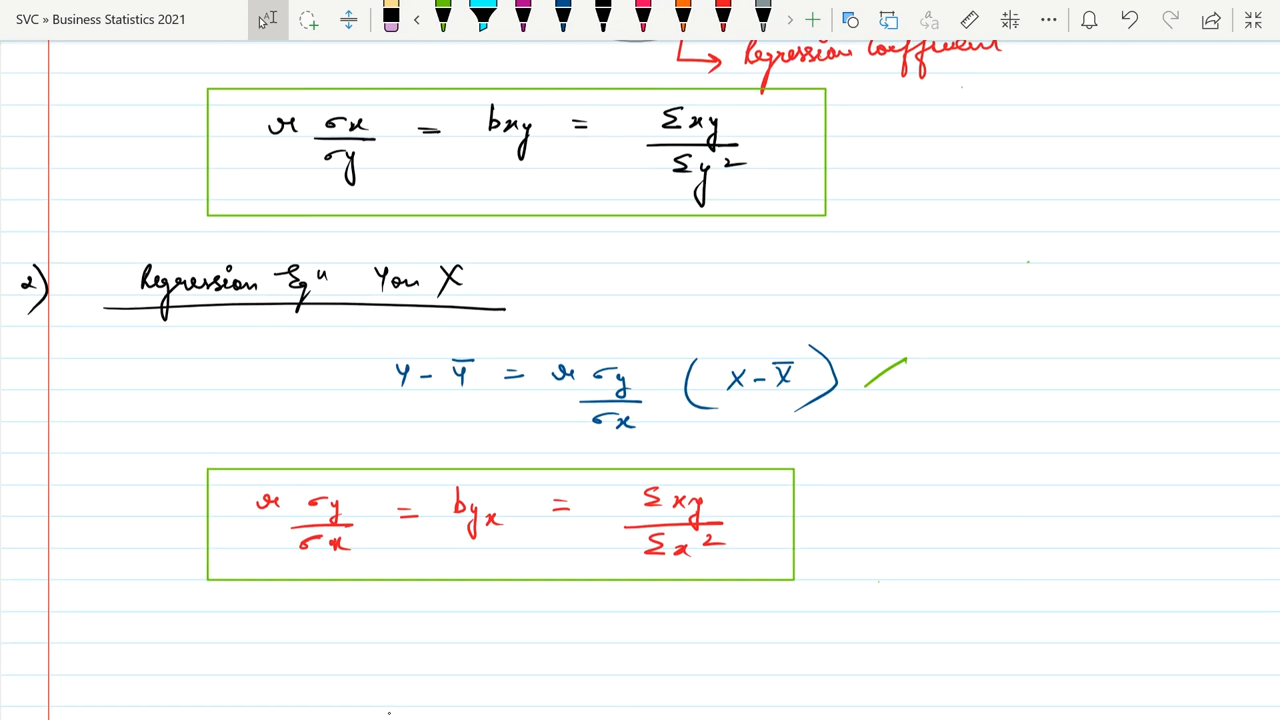 SVC » Business Statistics 2021
Regression Coefficient
r σx/σy = bxy = Σxy/Σy²
2) Regression Eqⁿ Y on X
Y - Y̅ = r σy/σx (X - X̅)
r σy/σx = byx = Σxy/Σx²